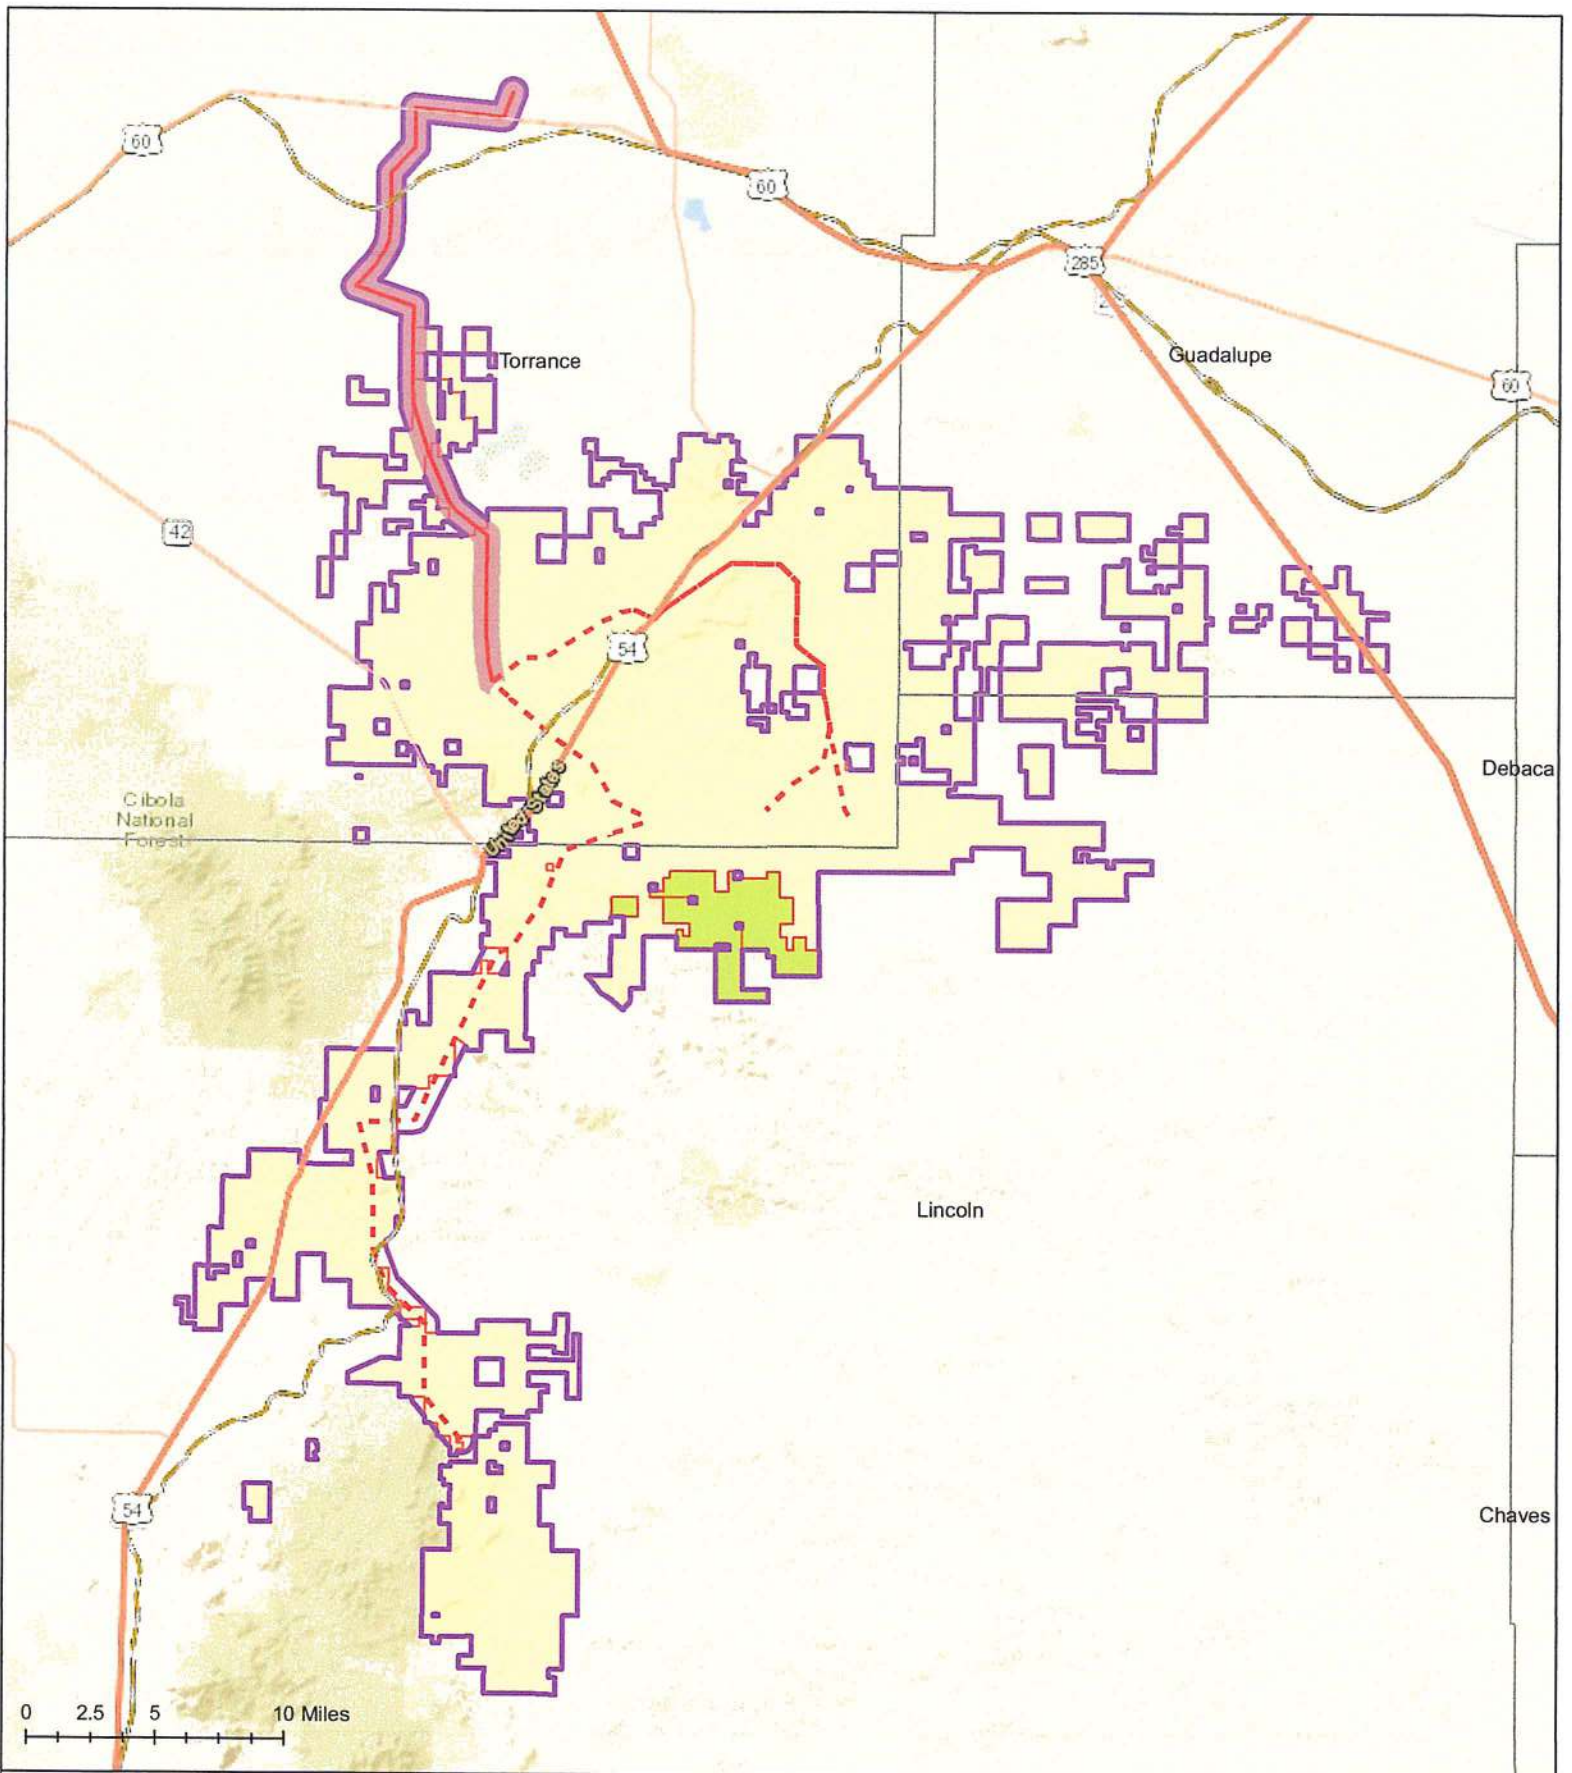 60
60
285
Torrance
Guadalupe
60
42
54
Debaca
United States
Cibola
National
Forest
Lincoln
54
Chaves
0 2.5 5 10 Miles